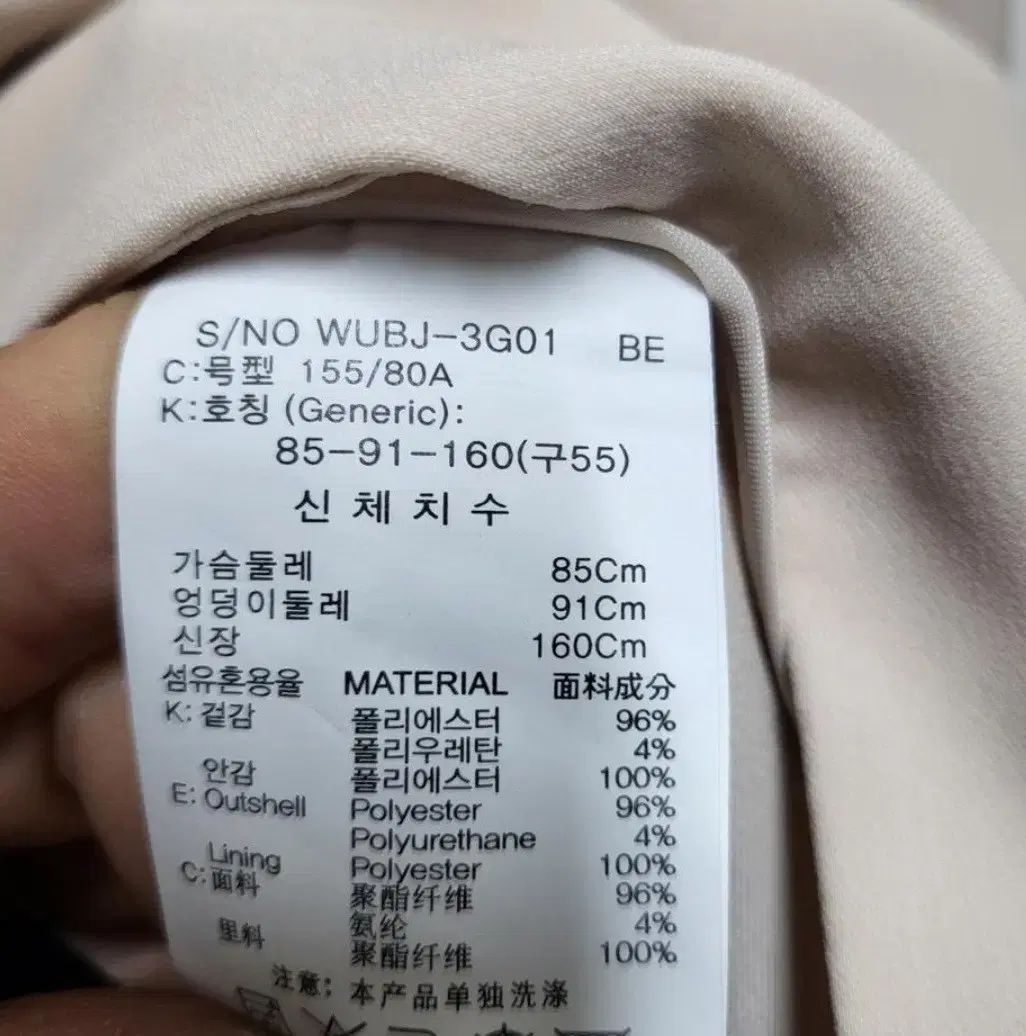 S/NO WUBJ-3G01 BE
C:号型 155/80A
K:호칭 (Generic):
85-91-160(구55)
신 체 치 수
가슴둘레 85Cm
엉덩이둘레 91Cm
신장 160Cm
섬유혼용율 MATERIAL 面料成分
K: 겉감 폴리에스터 96%
폴리우레탄 4%
안감 폴리에스터 100%
E: Outshell Polyester 96%
Polyurethane 4%
Lining Polyester 100%
C:面料 聚酯纤维 96%
氨纶 4%
里料 聚酯纤维 100%
注意: 本产品单独洗涤